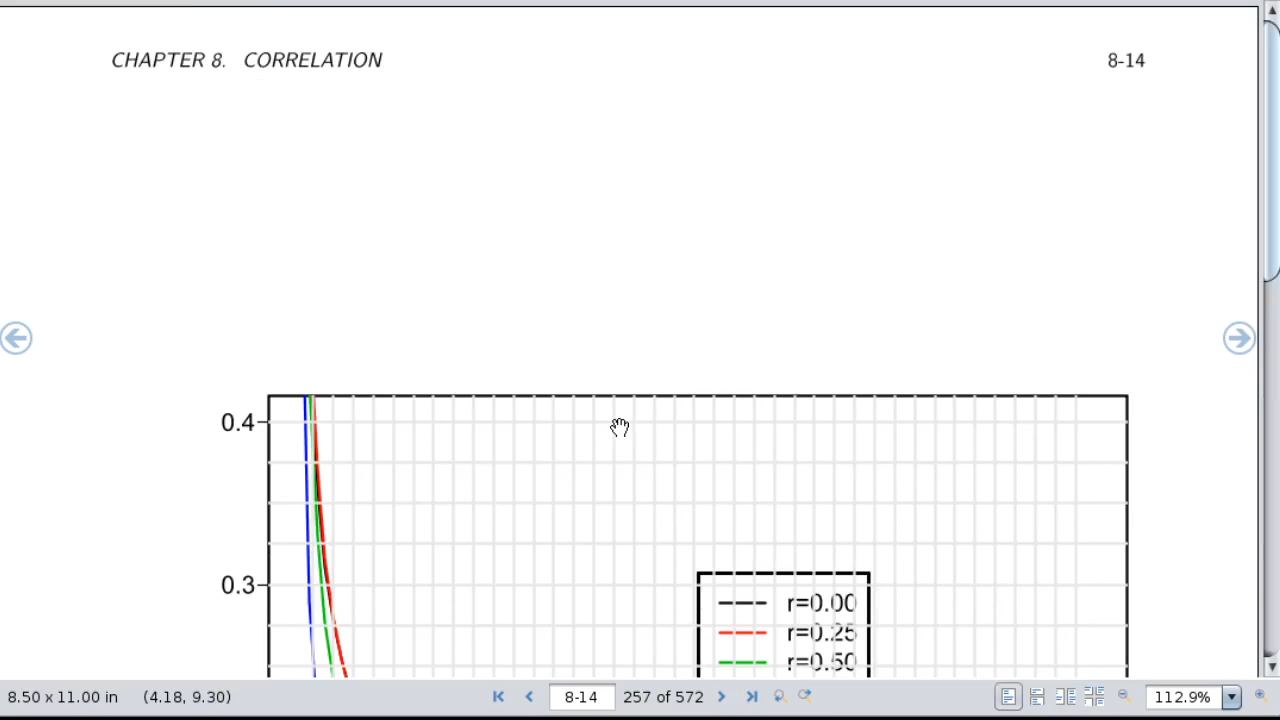 CHAPTER 8. CORRELATION 8-14
0.4
0.3
r=0.00
r=0.25
r=0.50
8.50 x 11.00 in (4.18, 9.30) 8-14 257 of 572 112.9%